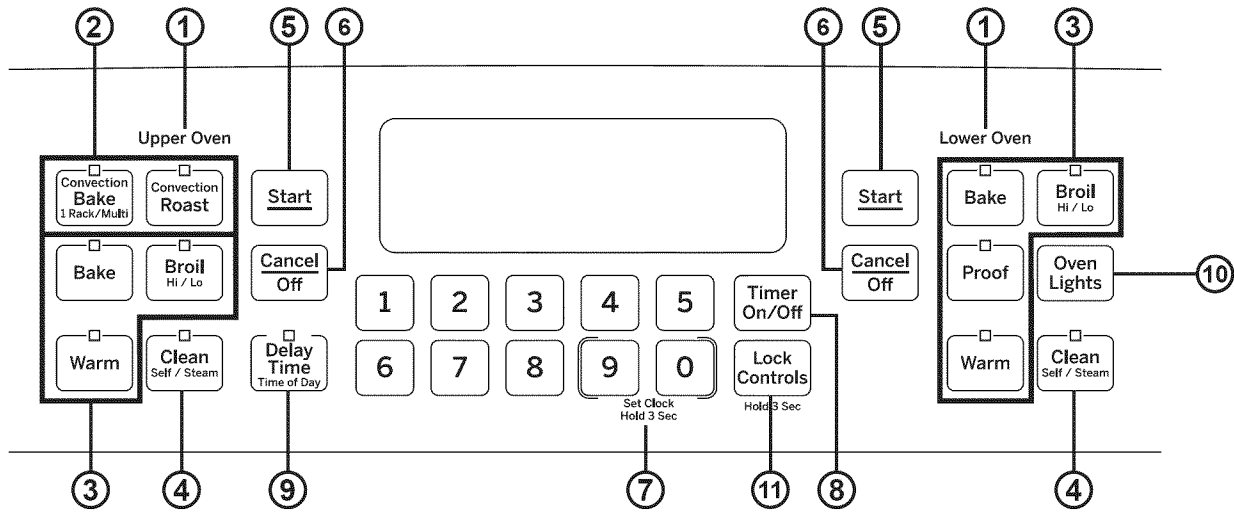 2
1
5
6
6
5
1
3
Upper Oven
Lower Oven
Convection
Bake
1 Rack/Multi
Convection
Roast
Start
Start
Bake
Broil
Hi / Lo
Bake
Broil
Hi / Lo
Cancel
Off
Cancel
Off
Proof
Oven
Lights
10
1
2
3
4
5
Timer
On/Off
Warm
Clean
Self / Steam
Delay
Time
Time of Day
6
7
8
9
0
Lock
Controls
Warm
Clean
Self / Steam
Set Clock
Hold 3 Sec
Hold 3 Sec
3
4
9
7
11
8
4